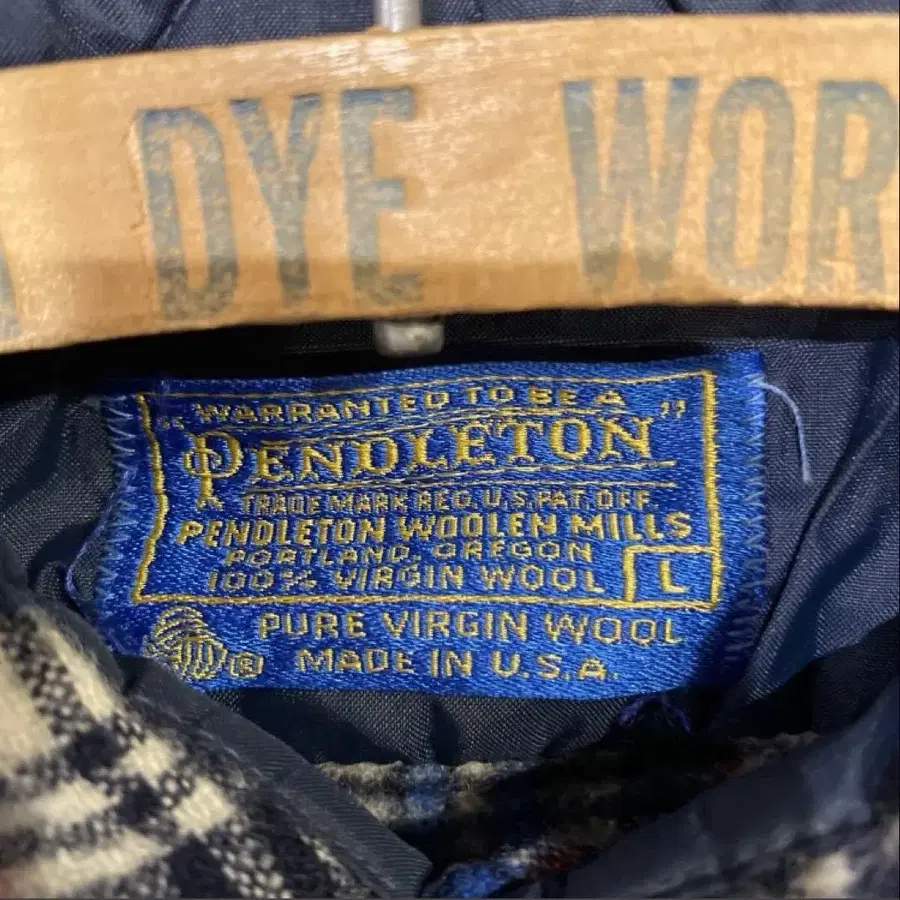 DYE WOR
"WARRANTED TO BE A
PENDLETON"
TRADE MARK REG. U.S. PAT. OFF.
PENDLETON WOOLEN MILLS
PORTLAND, OREGON
100% VIRGIN WOOL L
PURE VIRGIN WOOL
® MADE IN U.S.A.